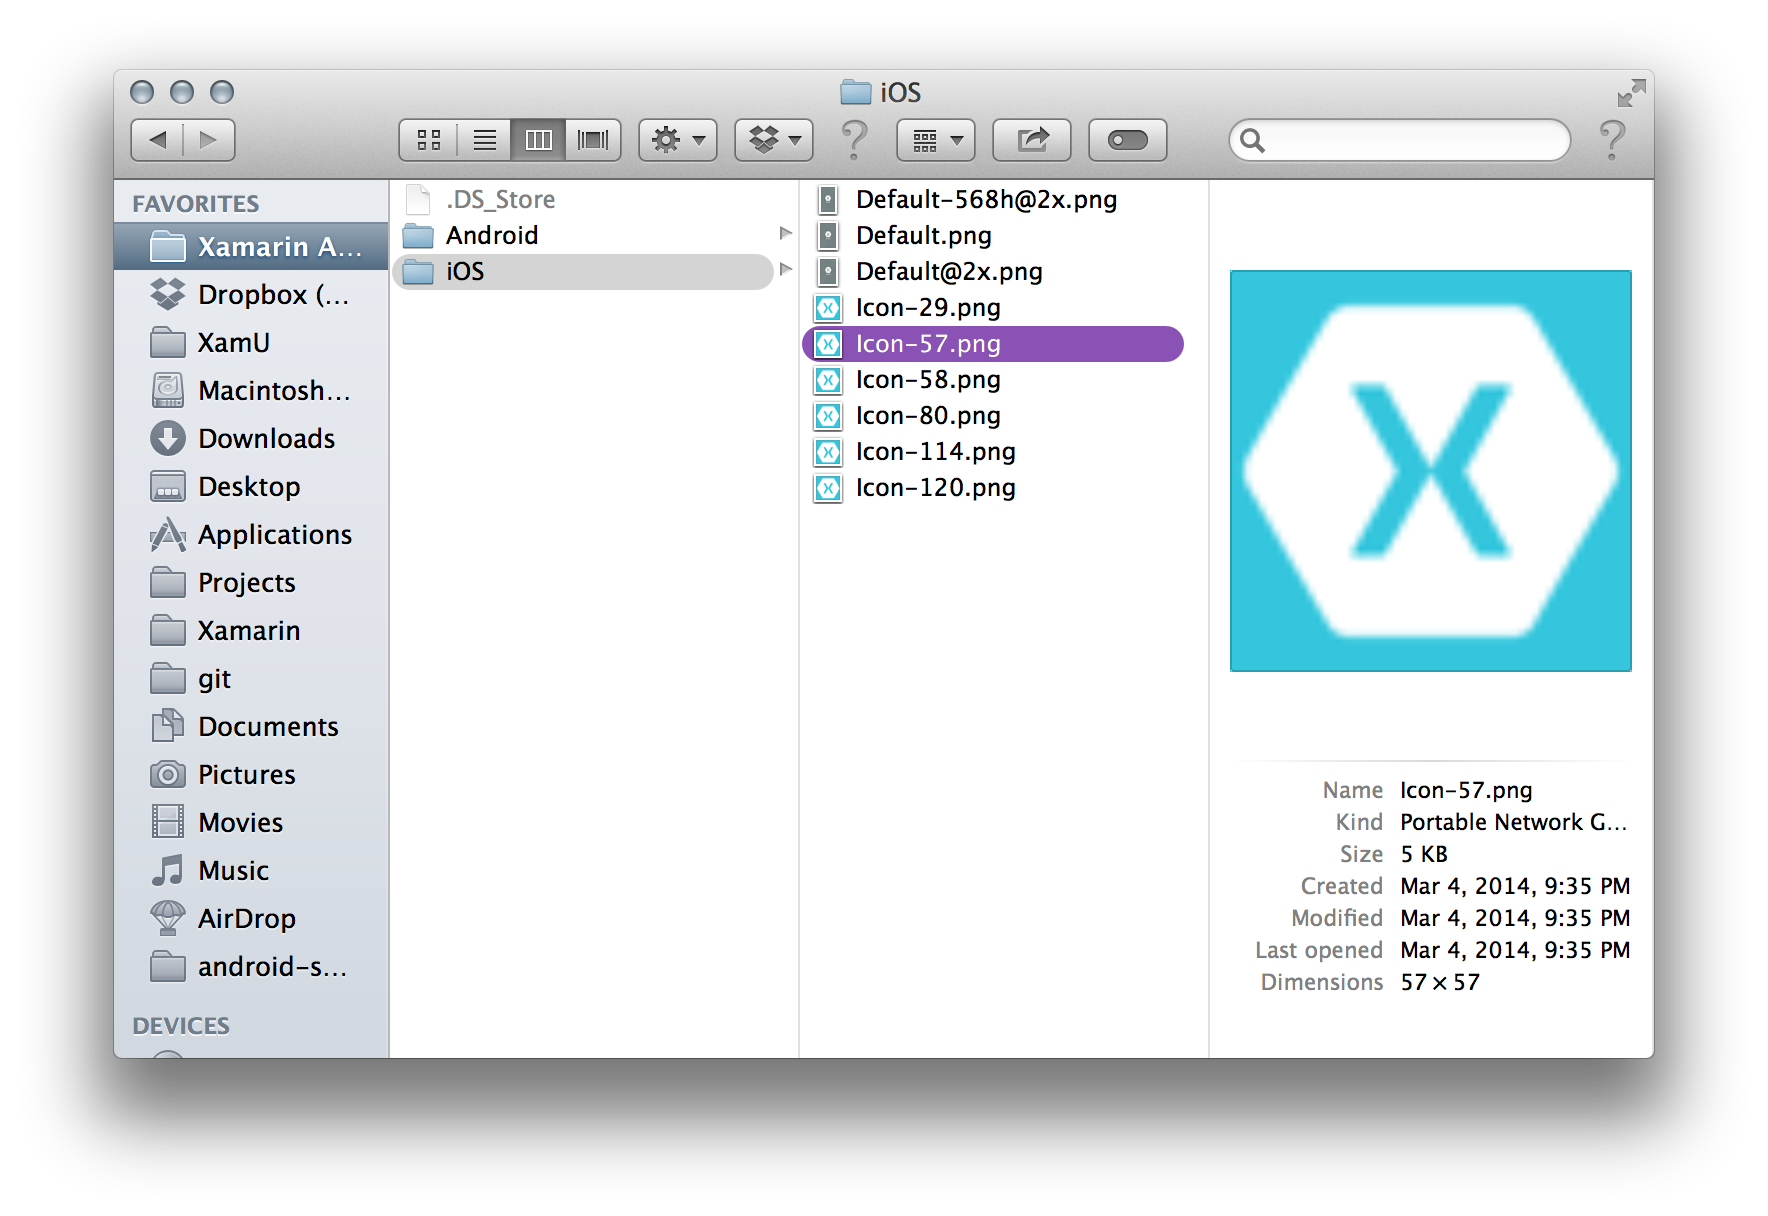 iOS
FAVORITES
Xamarin A...
Dropbox (...
XamU
Macintosh...
Downloads
Desktop
Applications
Projects
Xamarin
git
Documents
Pictures
Movies
Music
AirDrop
android-s...
DEVICES
.DS_Store
Android
iOS
Default-568h@2x.png
Default.png
Default@2x.png
Icon-29.png
Icon-57.png
Icon-58.png
Icon-80.png
Icon-114.png
Icon-120.png
Name Icon-57.png
Kind Portable Network G...
Size 5 KB
Created Mar 4, 2014, 9:35 PM
Modified Mar 4, 2014, 9:35 PM
Last opened Mar 4, 2014, 9:35 PM
Dimensions 57 × 57